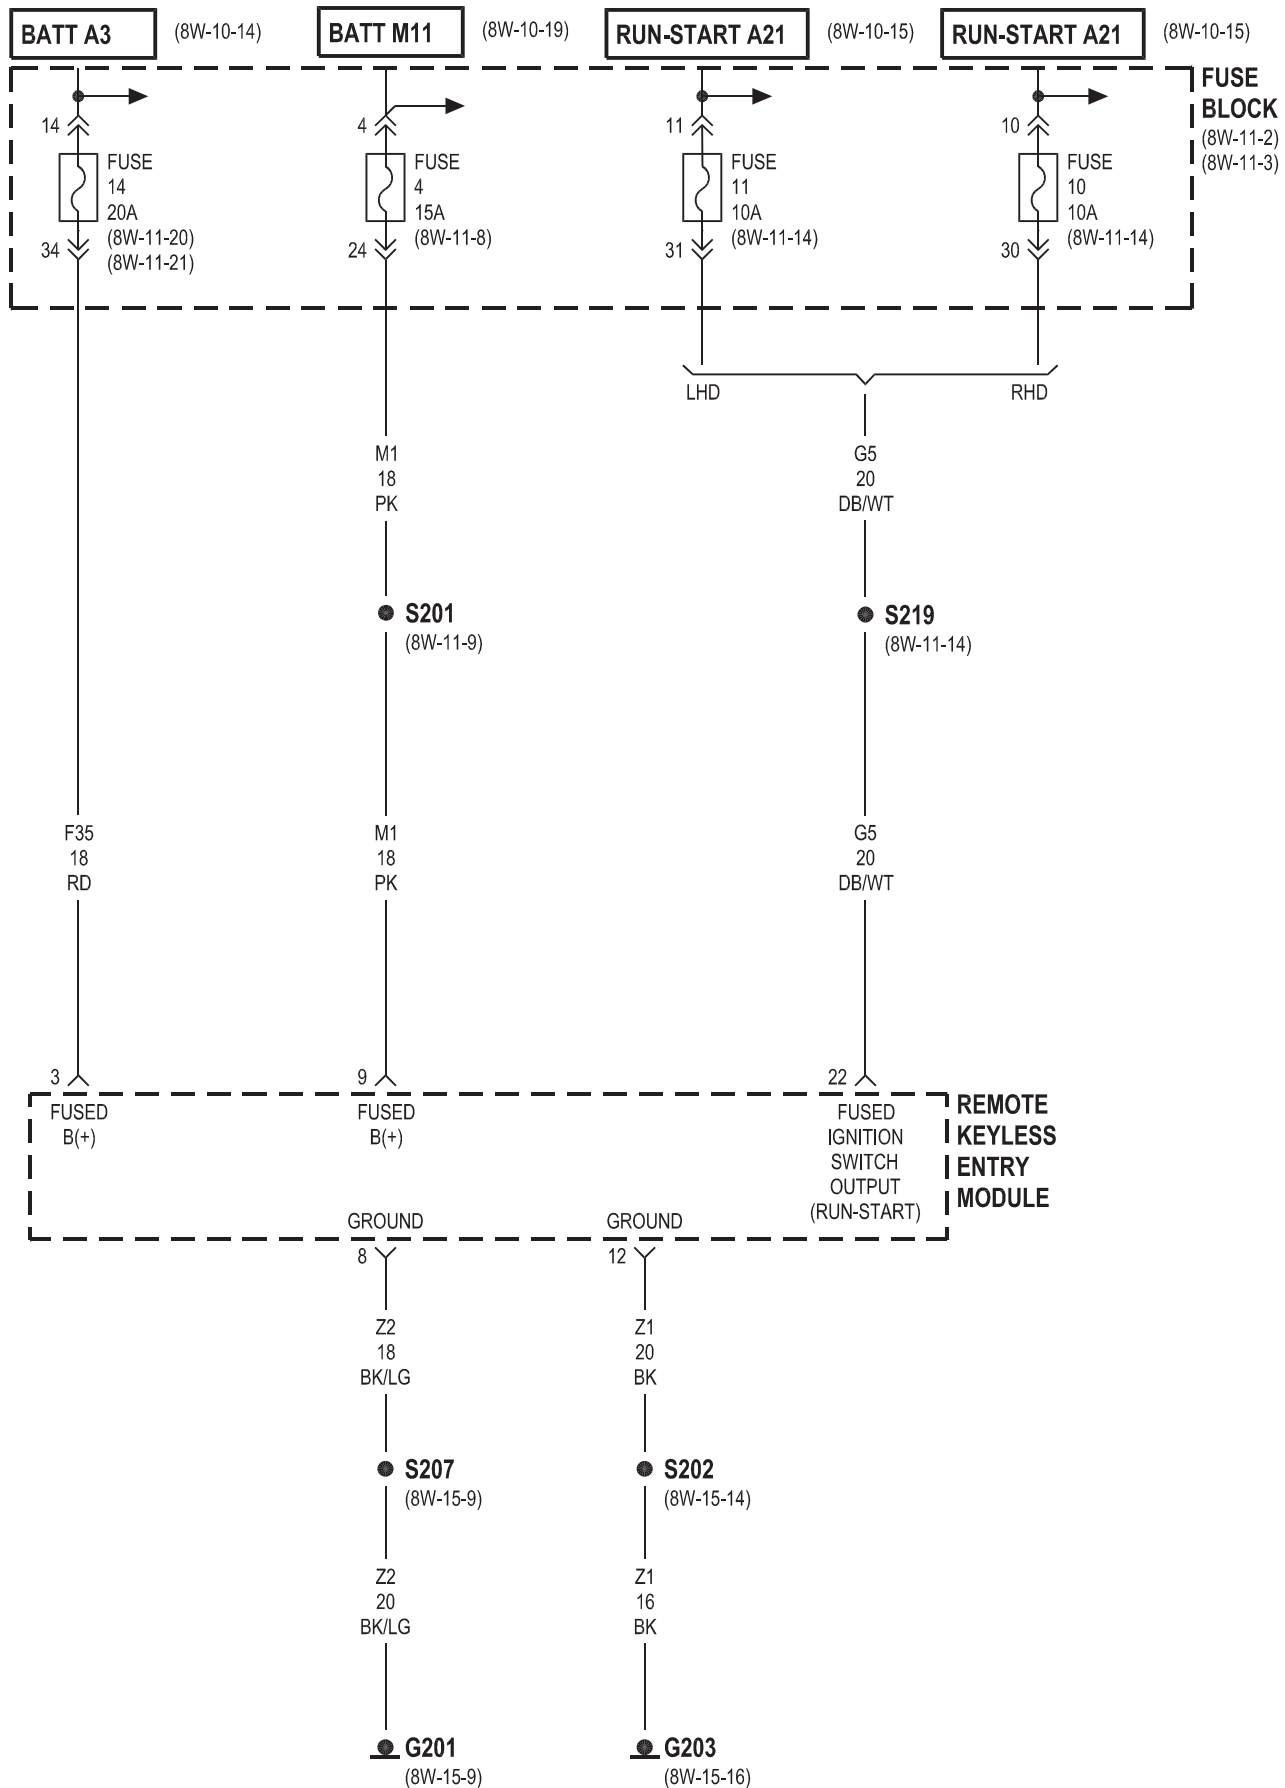 BATT A3
(8W-10-14)
BATT M11
(8W-10-19)
RUN-START A21
(8W-10-15)
RUN-START A21
(8W-10-15)
FUSE
BLOCK
(8W-11-2)
(8W-11-3)
14
FUSE
14
20A
(8W-11-20)
(8W-11-21)
34
4
FUSE
4
15A
(8W-11-8)
24
11
FUSE
11
10A
(8W-11-14)
31
10
FUSE
10
10A
(8W-11-14)
30
LHD
RHD
M1
18
PK
G5
20
DB/WT
S201
(8W-11-9)
S219
(8W-11-14)
F35
18
RD
M1
18
PK
G5
20
DB/WT
3
9
22
FUSED
B(+)
FUSED
B(+)
FUSED
IGNITION
SWITCH
OUTPUT
(RUN-START)
REMOTE
KEYLESS
ENTRY
MODULE
GROUND
GROUND
8
12
Z2
18
BK/LG
Z1
20
BK
S207
(8W-15-9)
S202
(8W-15-14)
Z2
20
BK/LG
Z1
16
BK
G201
(8W-15-9)
G203
(8W-15-16)